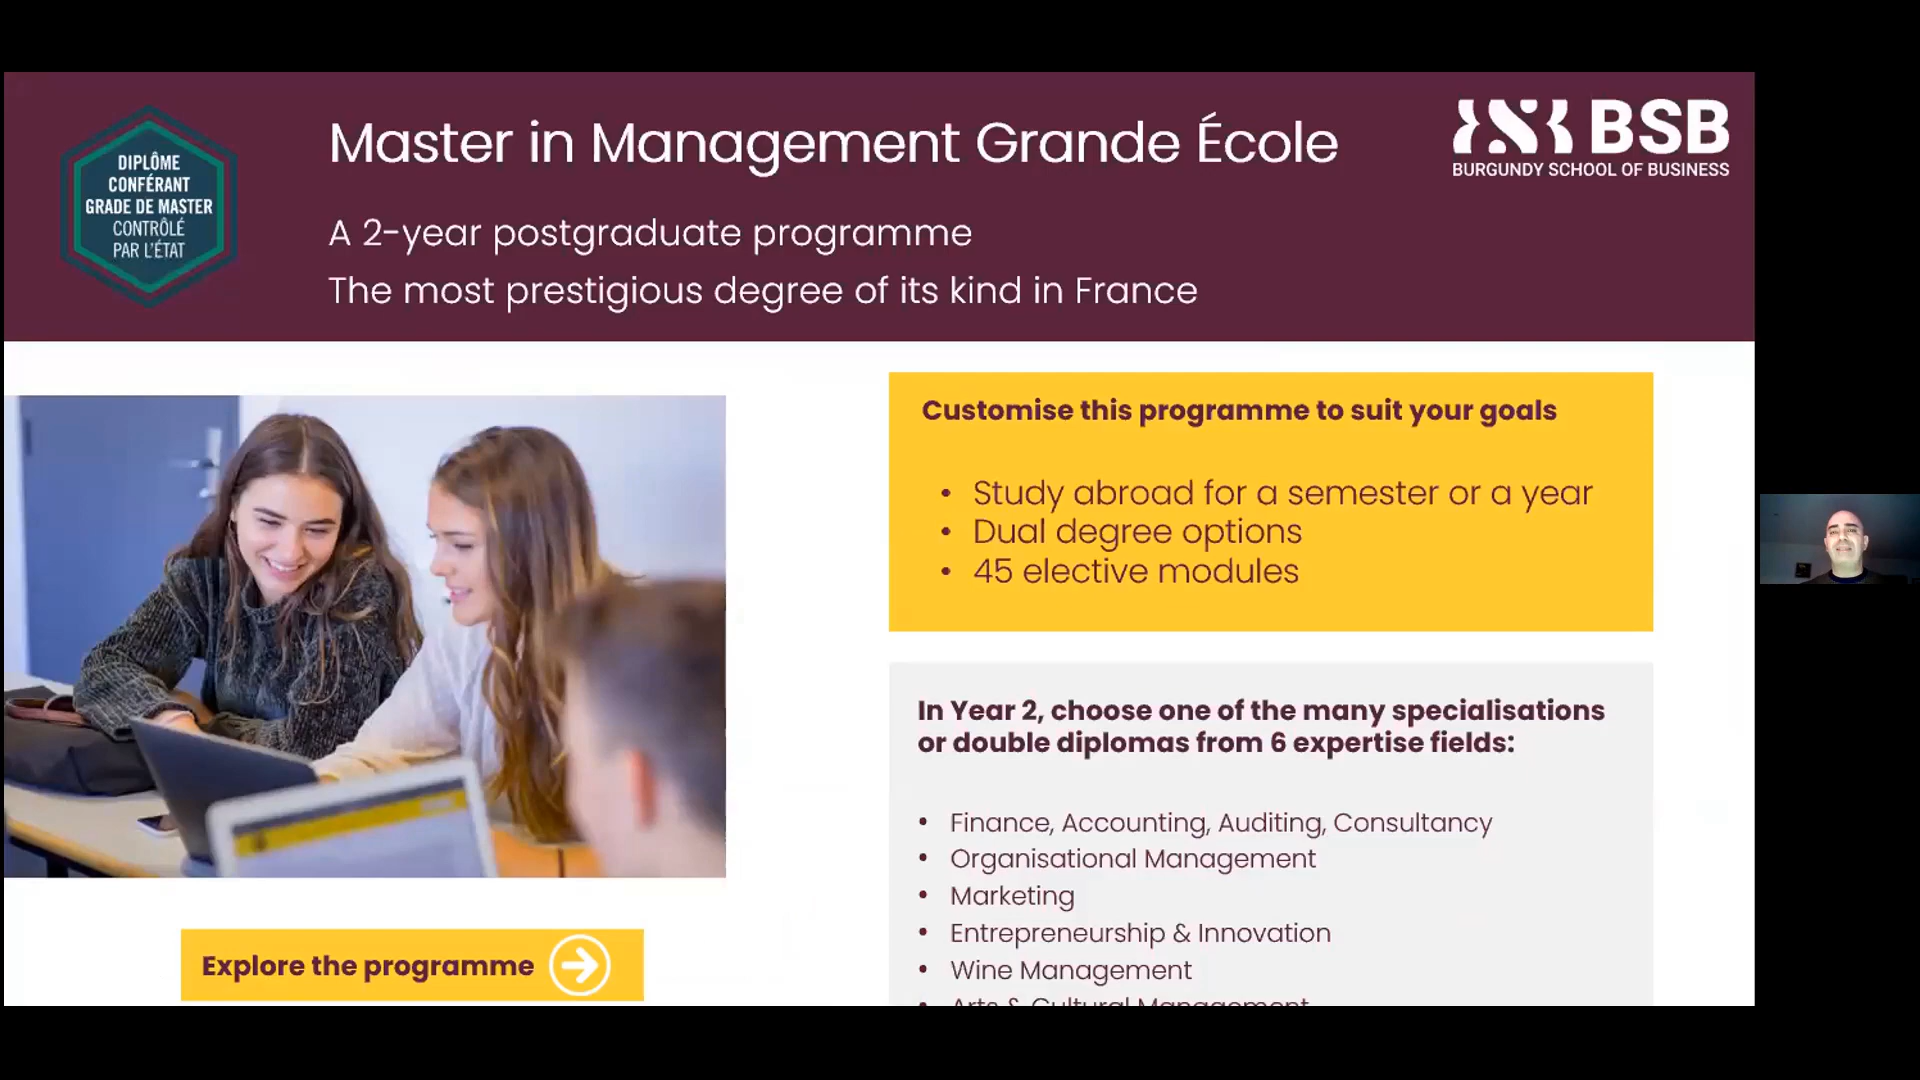 DIPLÔME
CONFÉRANT
GRADE DE MASTER
CONTRÔLÉ
PAR L'ÉTAT
Master in Management Grande École
A 2-year postgraduate programme
The most prestigious degree of its kind in France
BSB
BURGUNDY SCHOOL OF BUSINESS
Customise this programme to suit your goals
• Study abroad for a semester or a year
• Dual degree options
• 45 elective modules
In Year 2, choose one of the many specialisations
or double diplomas from 6 expertise fields:
• Finance, Accounting, Auditing, Consultancy
• Organisational Management
• Marketing
• Entrepreneurship & Innovation
• Wine Management
• Arts & Cultural Management
Explore the programme